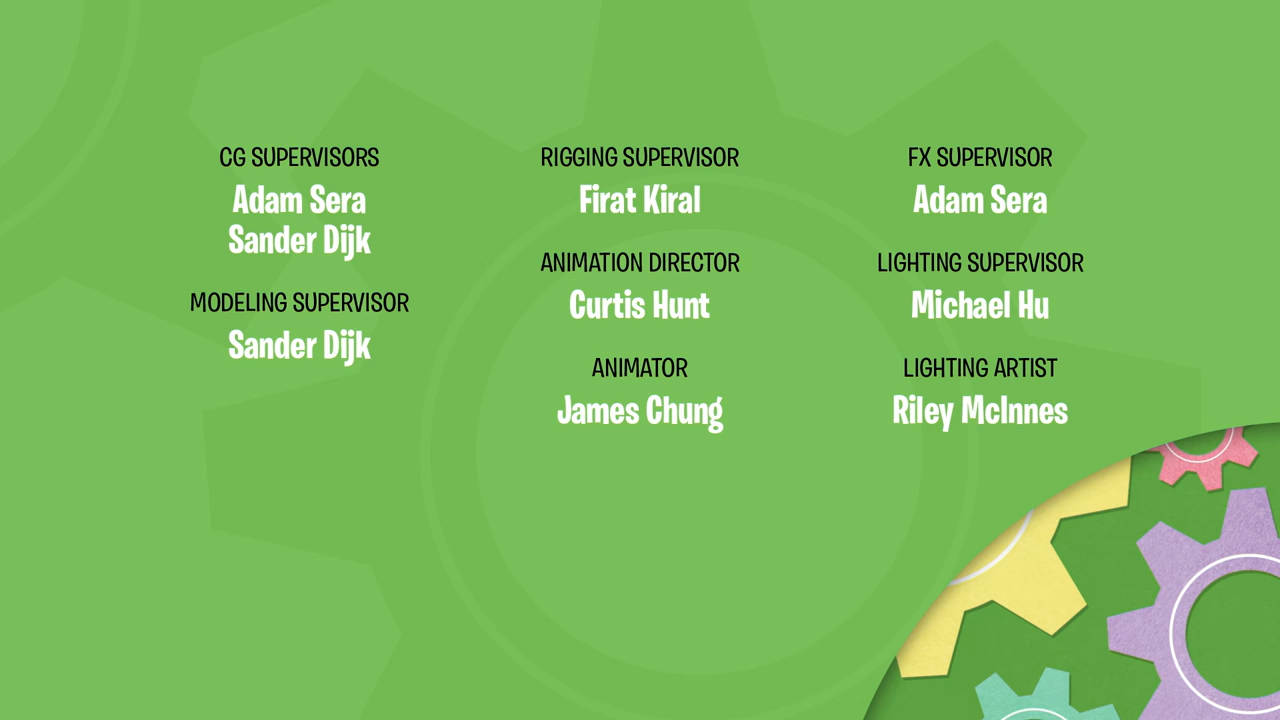 CG SUPERVISORS
Adam Sera
Sander Dijk
MODELING SUPERVISOR
Sander Dijk
RIGGING SUPERVISOR
Firat Kiral
ANIMATION DIRECTOR
Curtis Hunt
ANIMATOR
James Chung
FX SUPERVISOR
Adam Sera
LIGHTING SUPERVISOR
Michael Hu
LIGHTING ARTIST
Riley McInnes